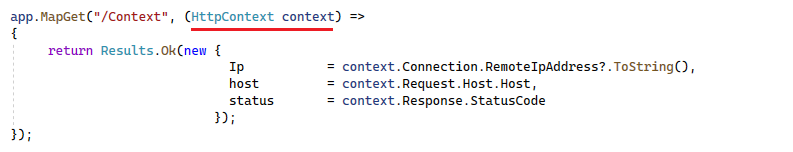 app.MapGet("/Context", (HttpContext context) =>
{
    return Results.Ok(new {
                          Ip          = context.Connection.RemoteIpAddress?.ToString(),
                          host        = context.Request.Host.Host,
                          status      = context.Response.StatusCode
                        });
});